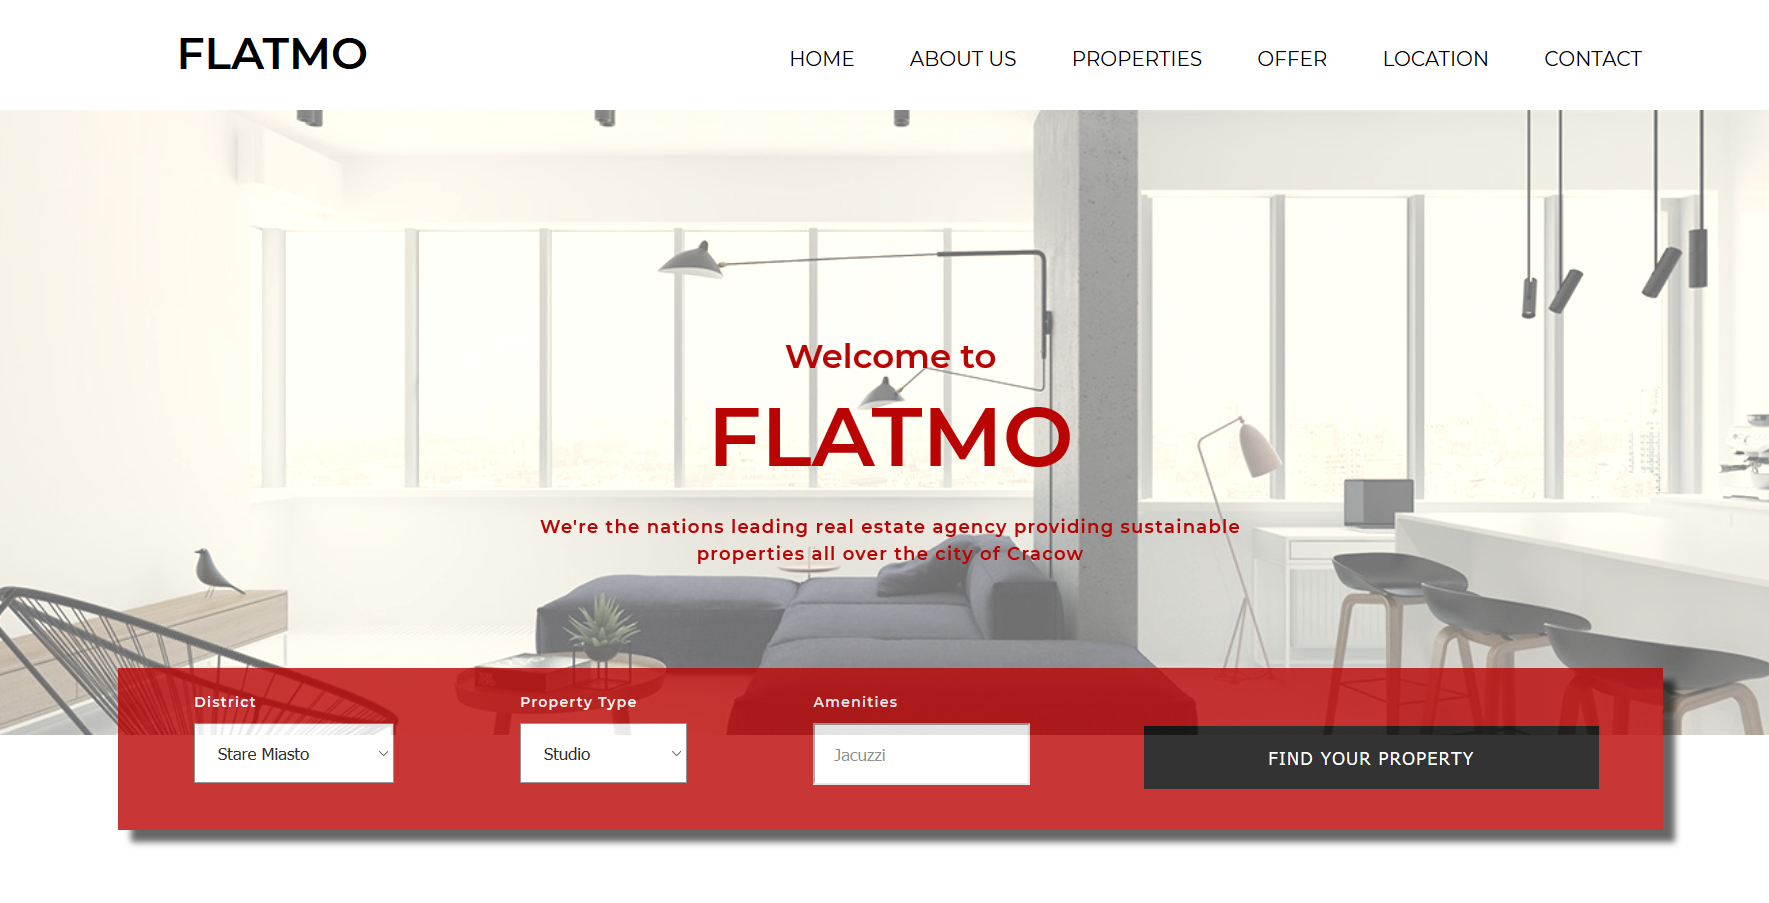 FLATMO
HOME ABOUT US PROPERTIES OFFER LOCATION CONTACT
Welcome to
FLATMO
We're the nations leading real estate agency providing sustainable
properties all over the city of Cracow
District Property Type Amenities
Stare Miasto Studio Jacuzzi FIND YOUR PROPERTY